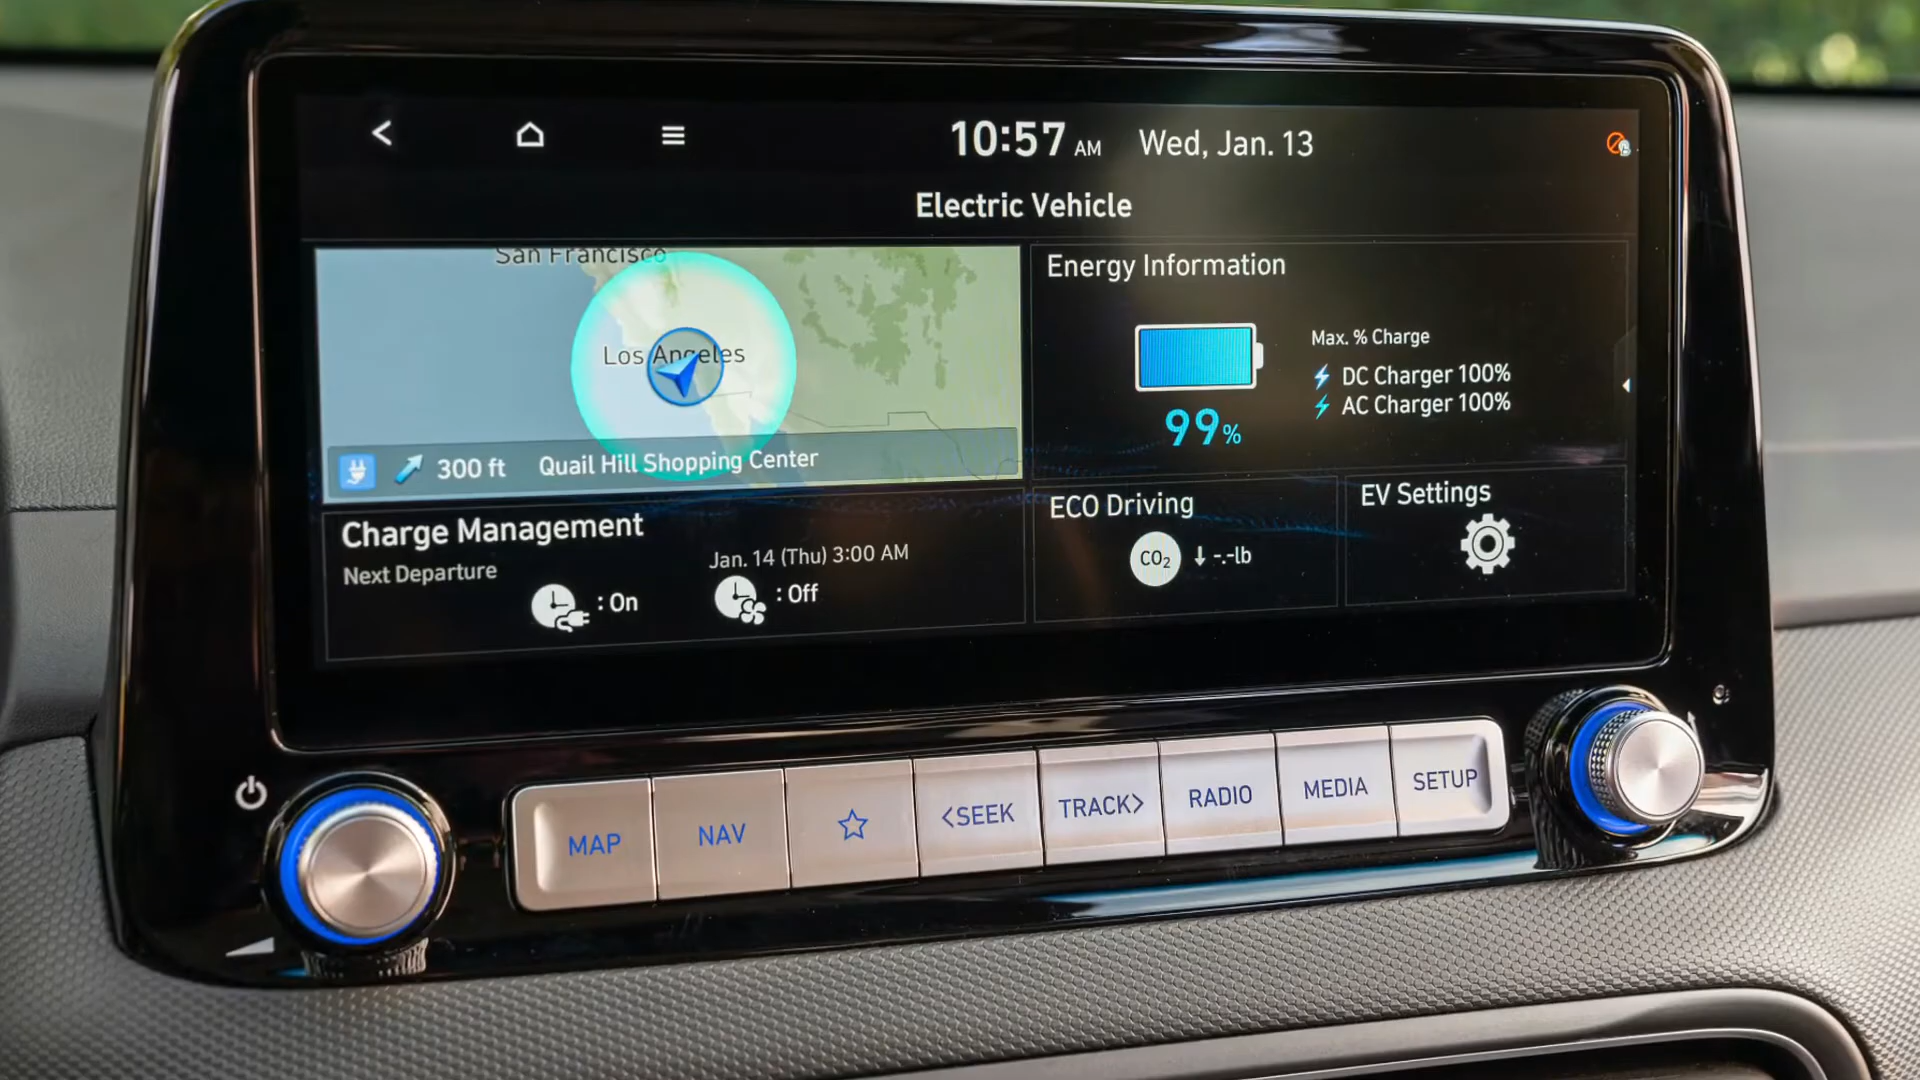 10:57 AM Wed, Jan. 13
Electric Vehicle
San Francisco
Los Angeles
300 ft Quail Hill Shopping Center
Energy Information
Max. % Charge
DC Charger 100%
AC Charger 100%
99%
Charge Management
Next Departure
Jan. 14 (Thu) 3:00 AM
: On
: Off
ECO Driving
CO₂ ↓ -.-lb
EV Settings
MAP
NAV
<SEEK
TRACK>
RADIO
MEDIA
SETUP